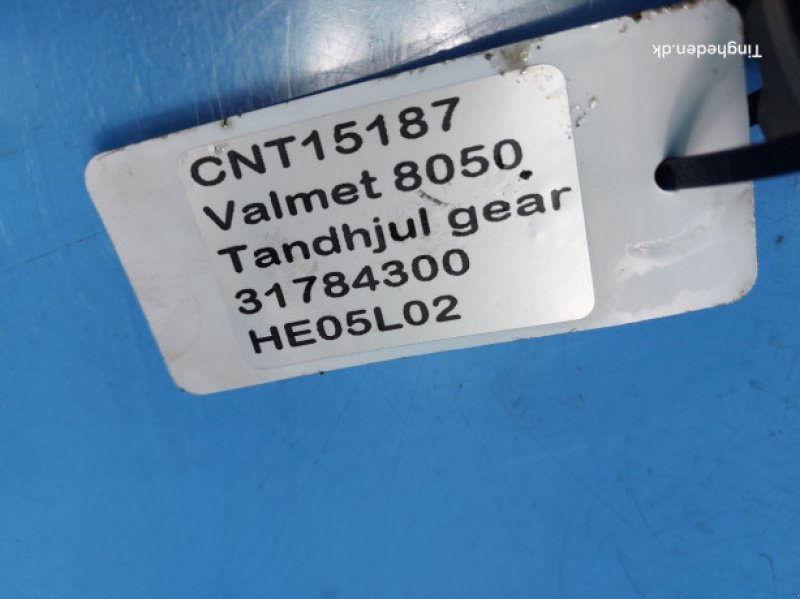 CNT15187
Valmet 8050
Tandhjul gear
31784300
HE05L02
Tingheden.dk